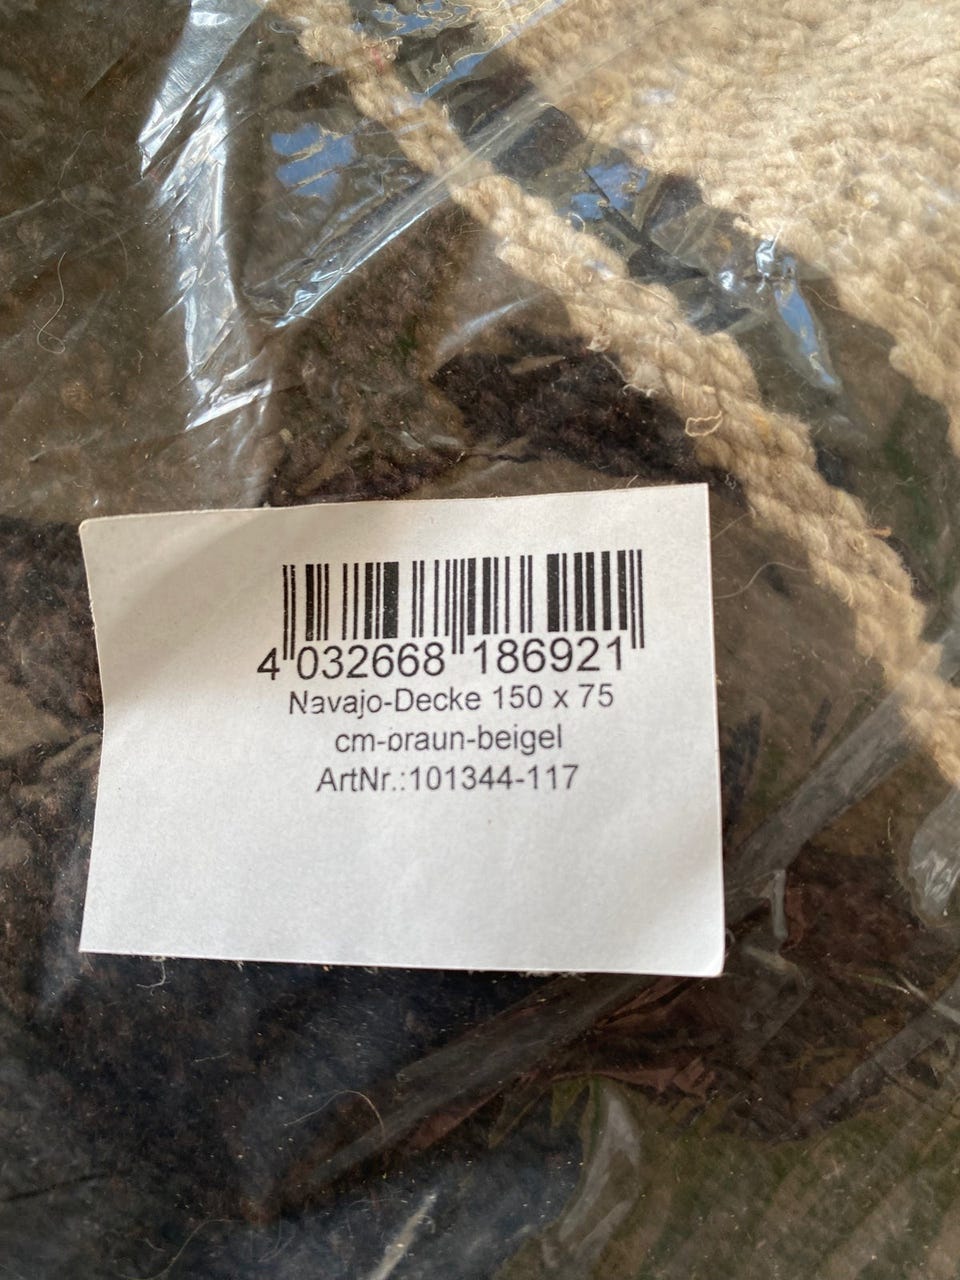 4 032668 186921
Navajo-Decke 150 x 75
cm-braun-beigel
ArtNr.:101344-117